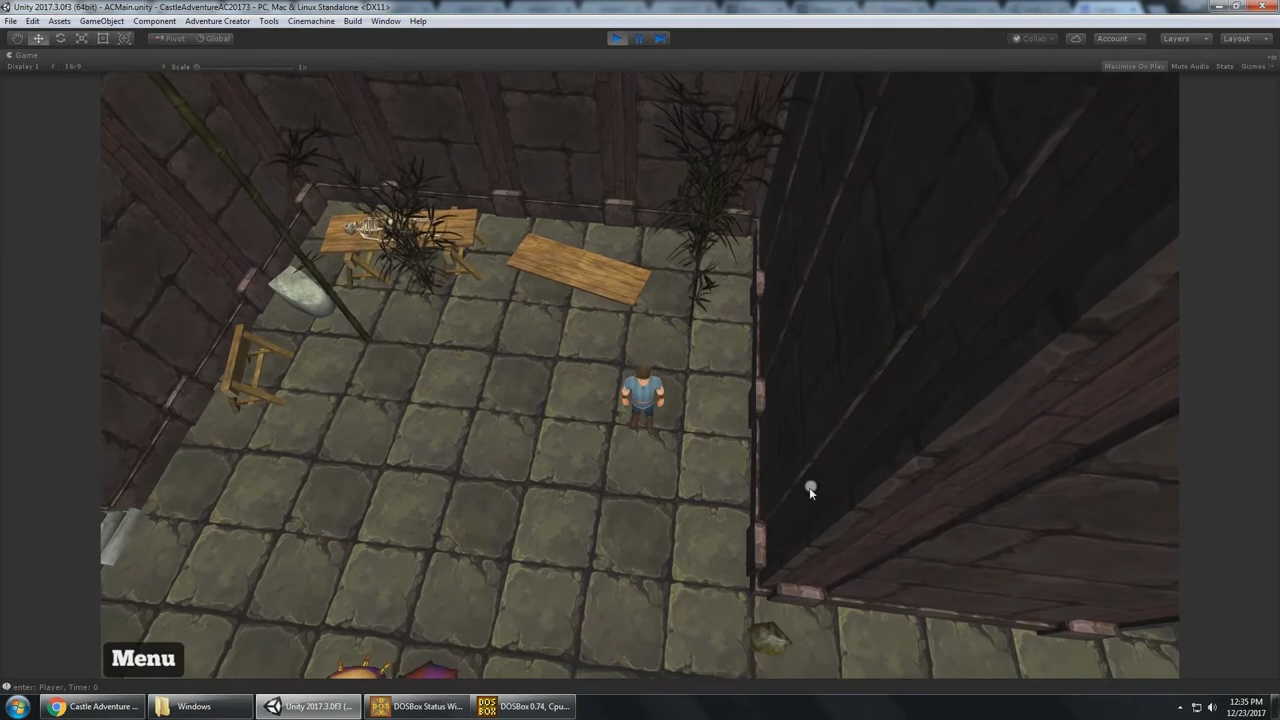 Unity 2017.3.0f3 (64bit) - ACMain.unity - CastleAdventureAC20173 - PC, Mac & Linux Standalone <DX11>
File Edit Assets GameObject Component Adventure Creator Tools Cinemachine Build Window Help
Pivot Global Collab Account Layers Layout
Game
Display 1 16:9 Scale 1x Maximize On Play Mute Audio Stats Gizmos
Menu
enter: Player, Time: 0
Castle Adventure ... Windows Unity 2017.3.0f3 (... DOSBox Status Wi... DOSBox 0.74, Cpu... 12:35 PM
12/23/2017